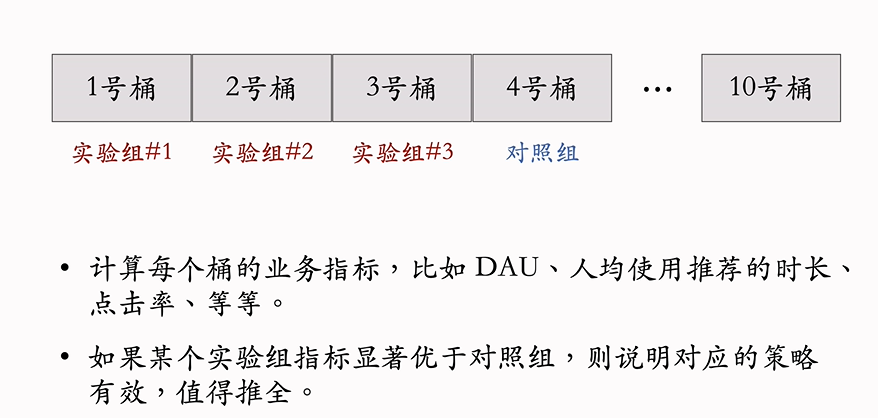 1号桶 2号桶 3号桶 4号桶 … 10号桶
实验组#1 实验组#2 实验组#3 对照组
• 计算每个桶的业务指标，比如 DAU、人均使用推荐的时长、
点击率、等等。
• 如果某个实验组指标显著优于对照组，则说明对应的策略
有效，值得推全。